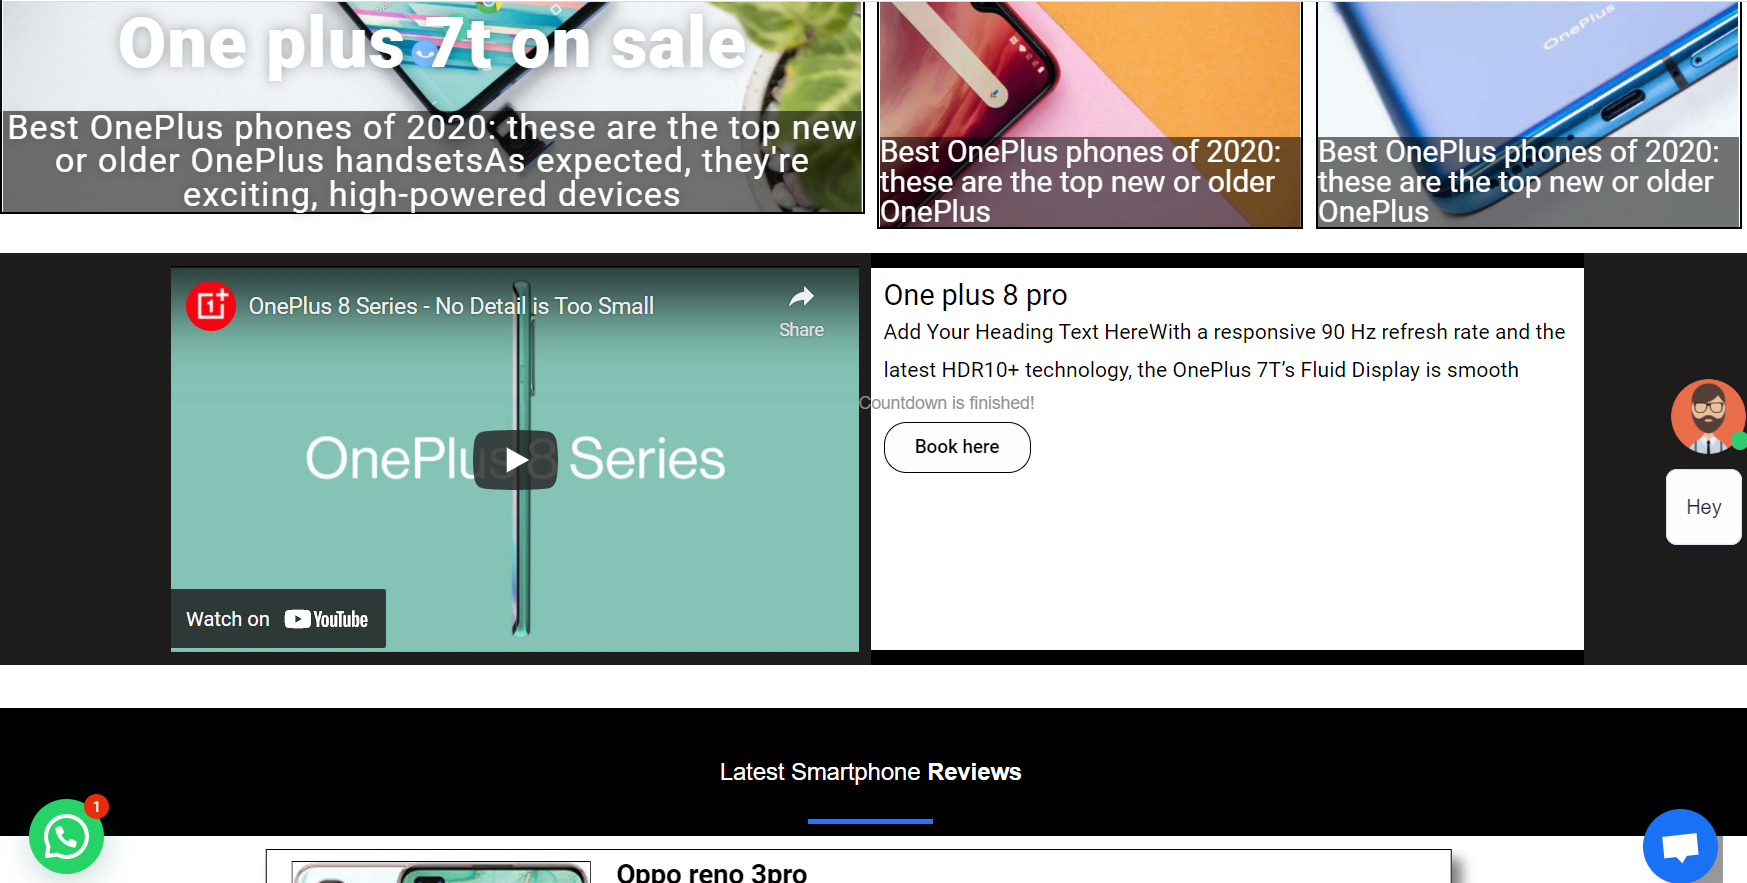 One plus 7t on sale
Best OnePlus phones of 2020: these are the top new
or older OnePlus handsetsAs expected, they're
exciting, high-powered devices
Best OnePlus phones of 2020:
these are the top new or older
OnePlus
OnePlus
Best OnePlus phones of 2020:
these are the top new or older
OnePlus
OnePlus 8 Series - No Detail is Too Small
Share
OnePlus 8 Series
Watch on YouTube
One plus 8 pro
Add Your Heading Text HereWith a responsive 90 Hz refresh rate and the
latest HDR10+ technology, the OnePlus 7T’s Fluid Display is smooth
Countdown is finished!
Book here
Hey
Latest Smartphone Reviews
1
Oppo reno 3pro